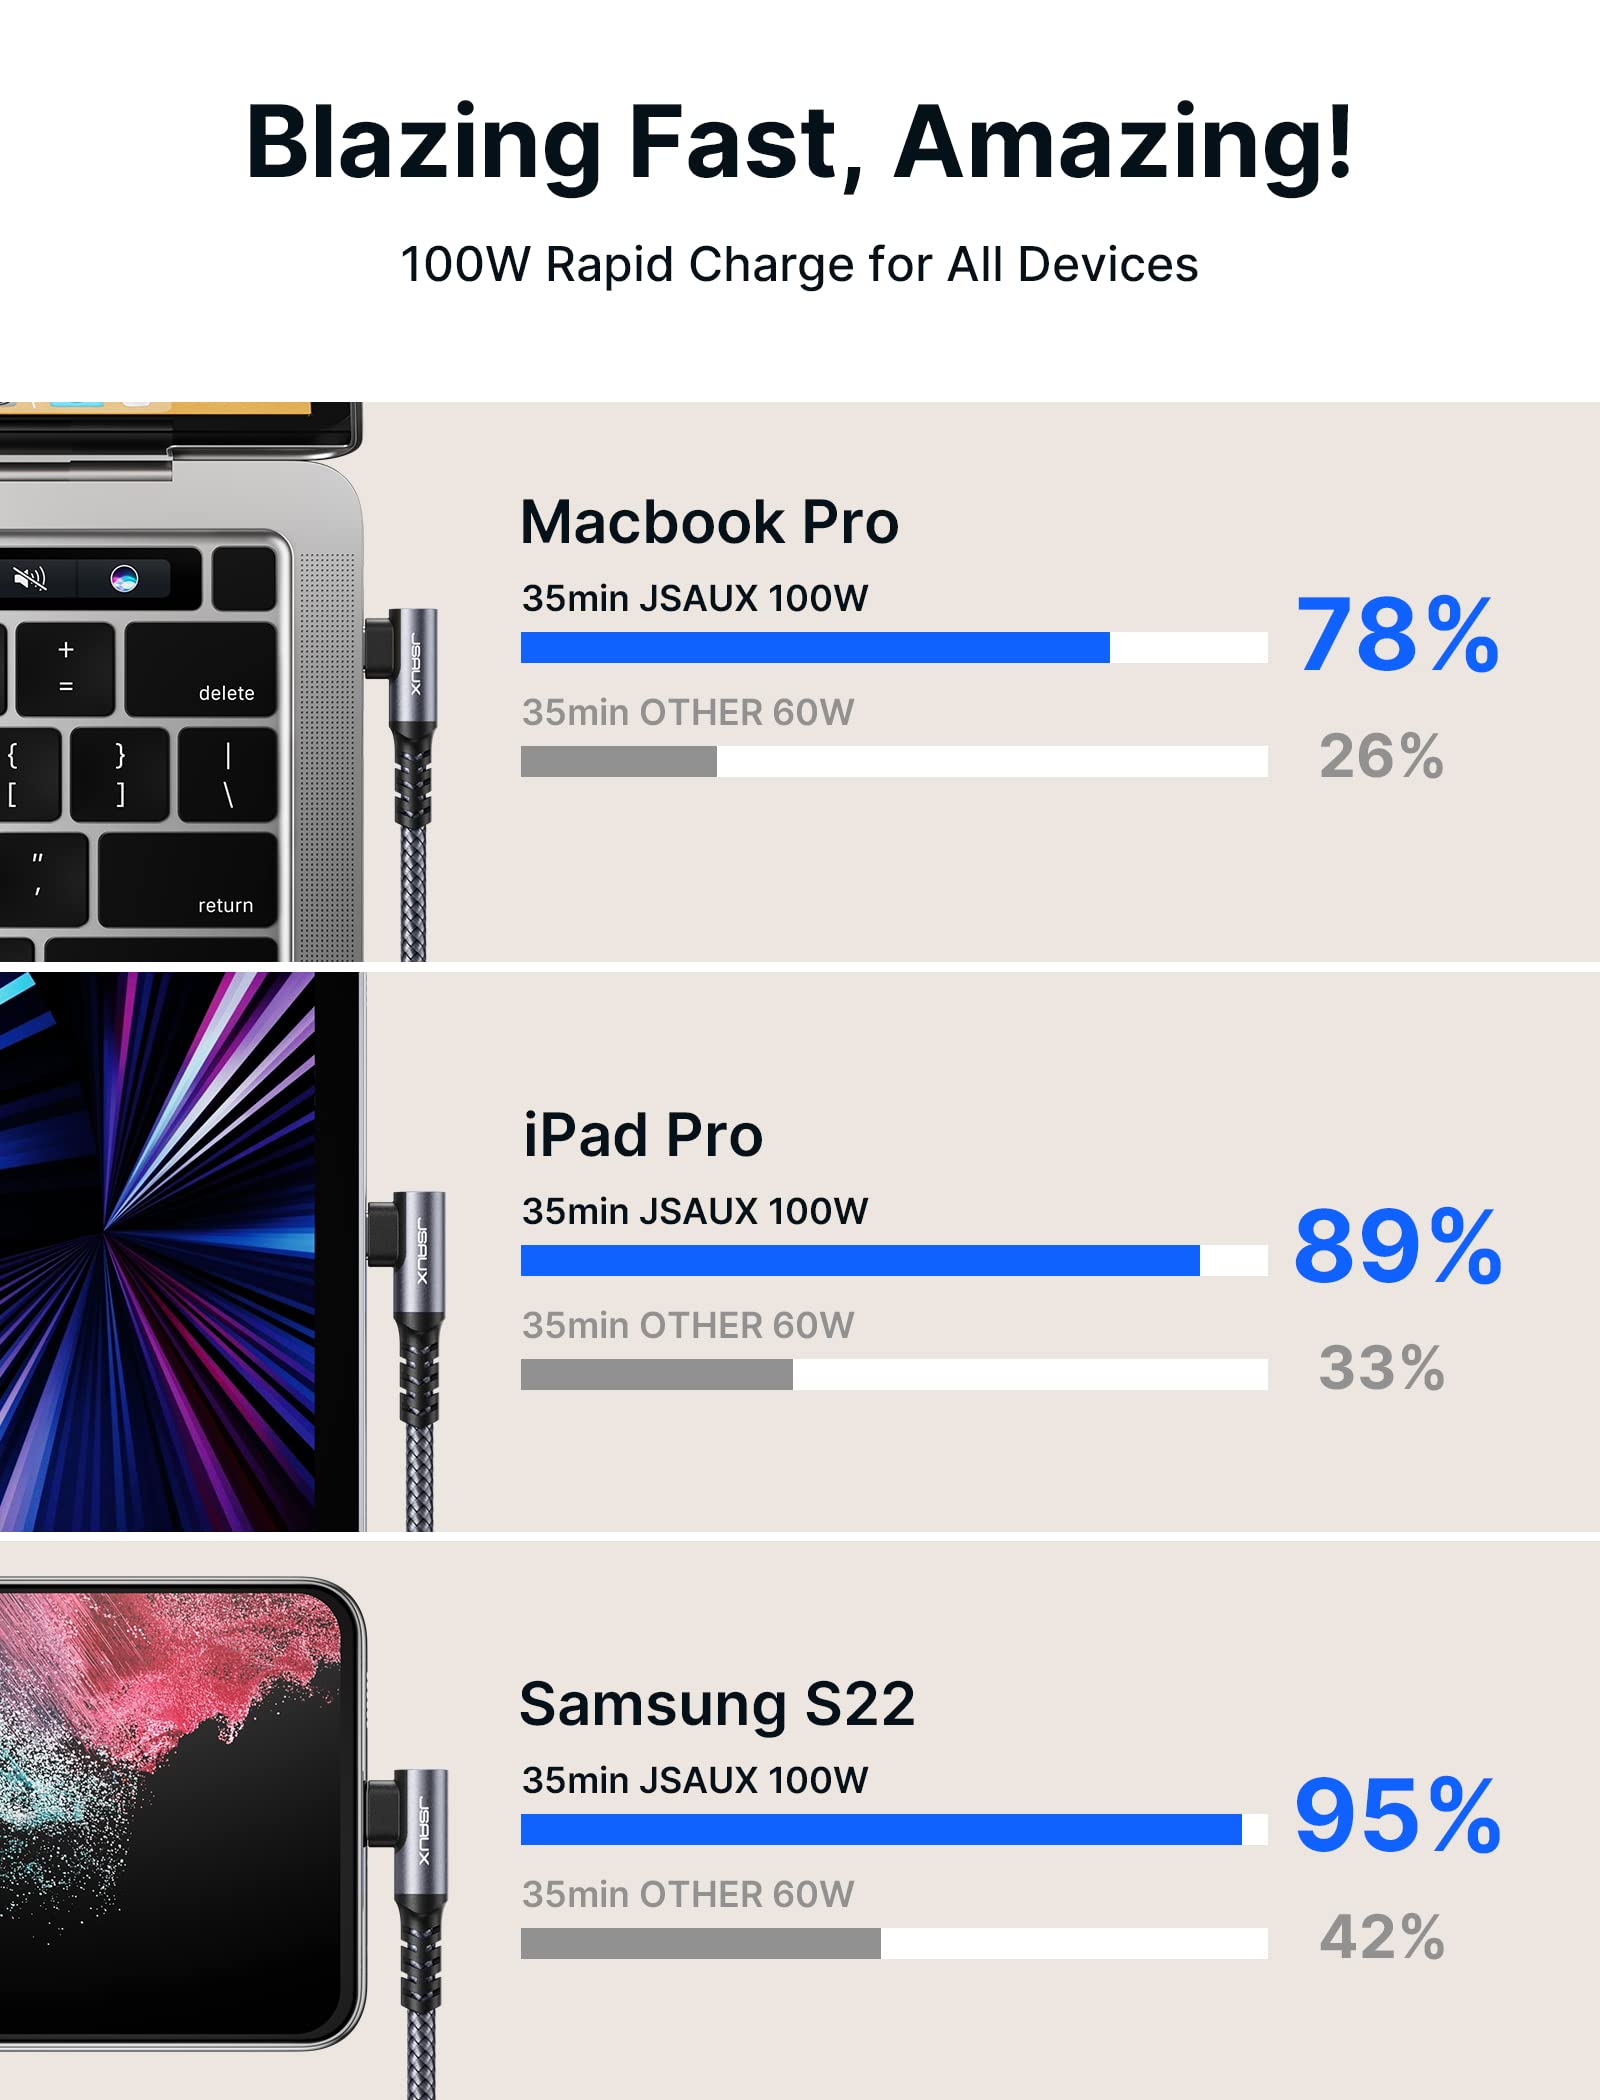 Blazing Fast, Amazing!
100W Rapid Charge for All Devices
Macbook Pro
35min JSAUX 100W
78%
35min OTHER 60W
26%
+
=
delete
{
[
}
]
|
\
"
,
return
JSAUX
iPad Pro
35min JSAUX 100W
89%
35min OTHER 60W
33%
JSAUX
Samsung S22
35min JSAUX 100W
95%
35min OTHER 60W
42%
JSAUX